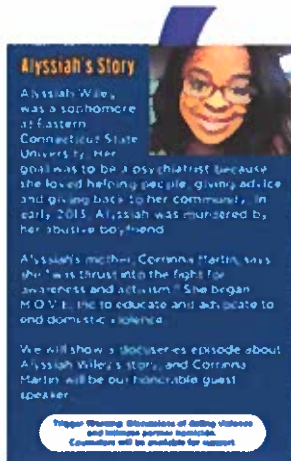 Alyssiah's Story
Alyssiah Wiley
was a sophomore
at Eastern
Connecticut State
University. Her
goal was to be a psychiatrist because
she loved helping people, giving advice
and giving back to her community. In
early 2013, Alyssiah was murdered by
her abusive boyfriend.
Alyssiah's mother, Corrinna Martin, says
she "was thrust into the fight for
awareness and activism." She began
M.O.V.E., Inc to educate and advocate to
end domestic violence.
We will show a docuseries episode about
Alyssiah Wiley's story, and Corrinna
Martin will be our honorable guest
speaker.
Trigger Warning: Discussions of dating violence
and intimate partner homicide.
Counselors will be available for support.